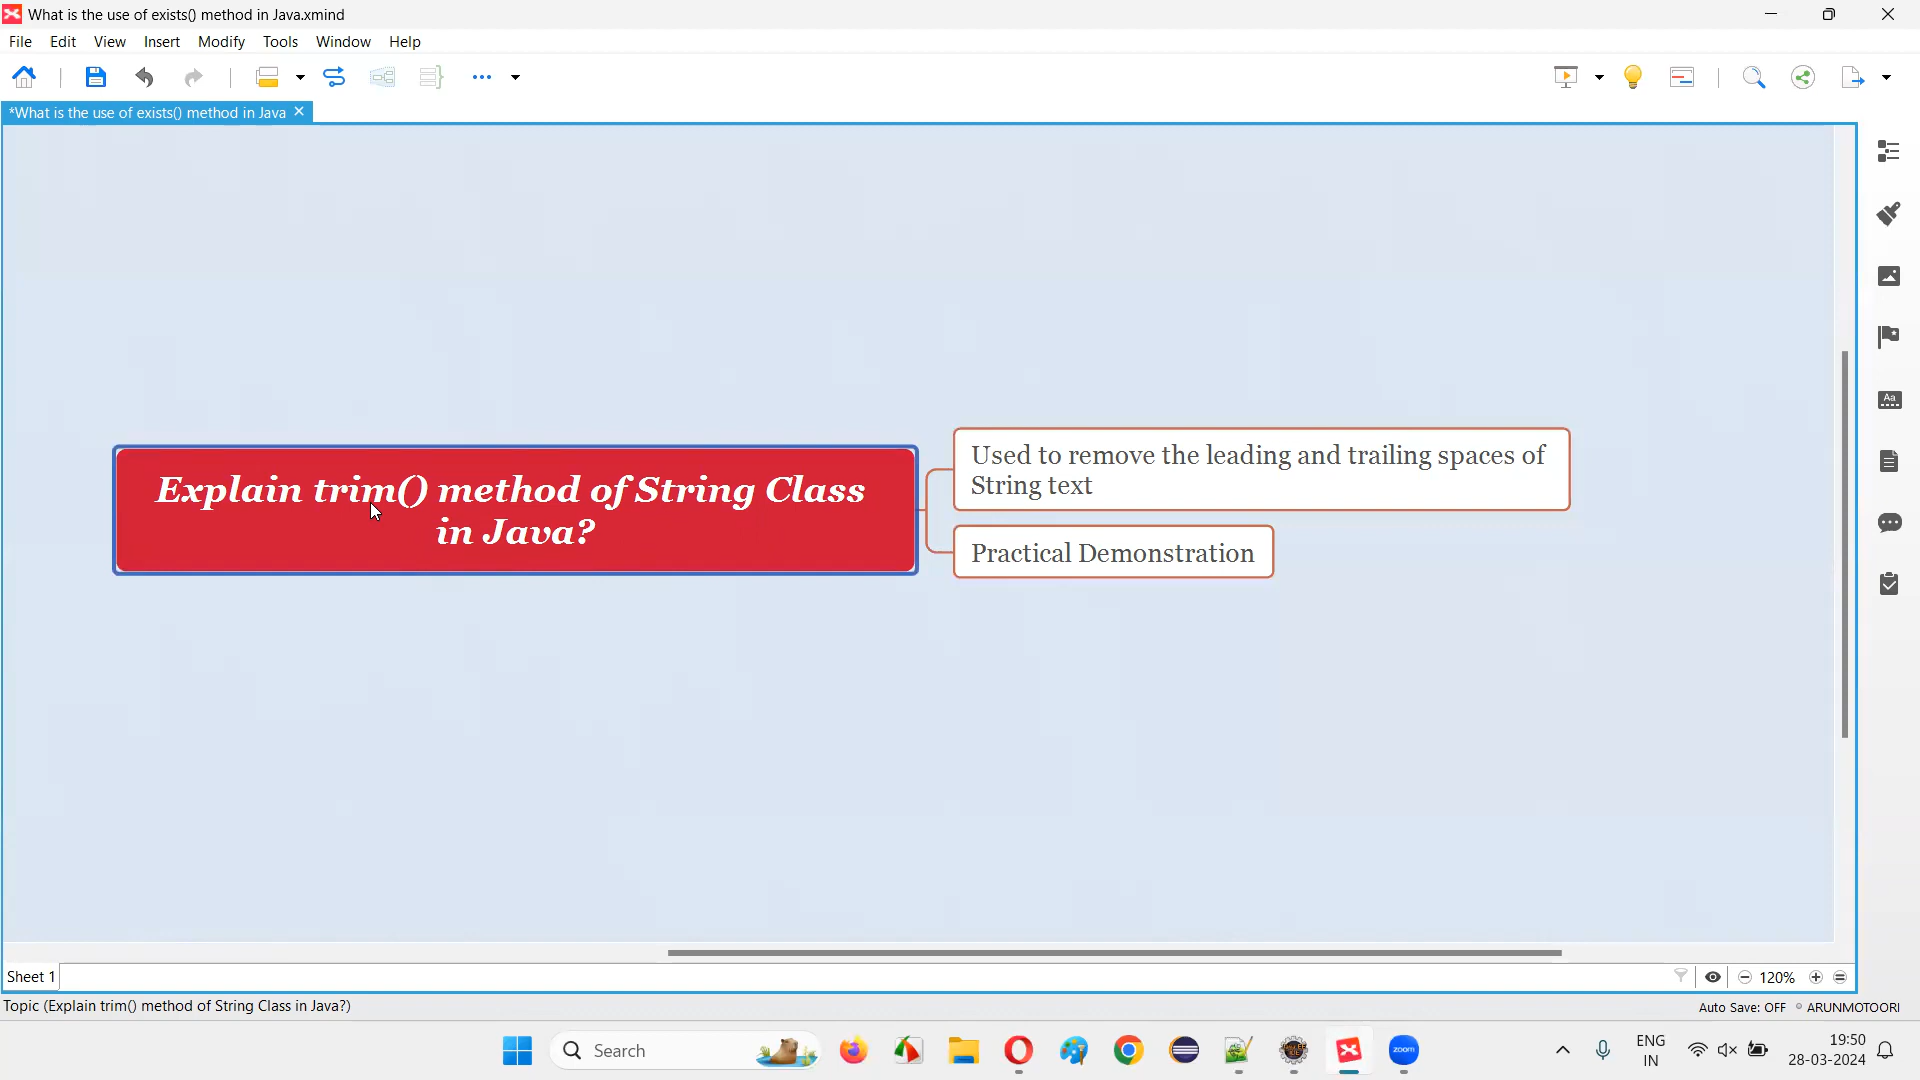 What is the use of exists() method in Java.xmind
File Edit View Insert Modify Tools Help
*What is the use of exists() method in Java
Explain trim() method of String Class
in Java?
Used to remove the leading and trailing spaces of
String text
Practical Demonstration
Aa
Sheet 1
120%
Topic (Explain trim() method of String Class in Java?)
Auto Save: OFF ARUNMOTOORI
Search
zoom
ENG
IN
19:50
28-03-2024